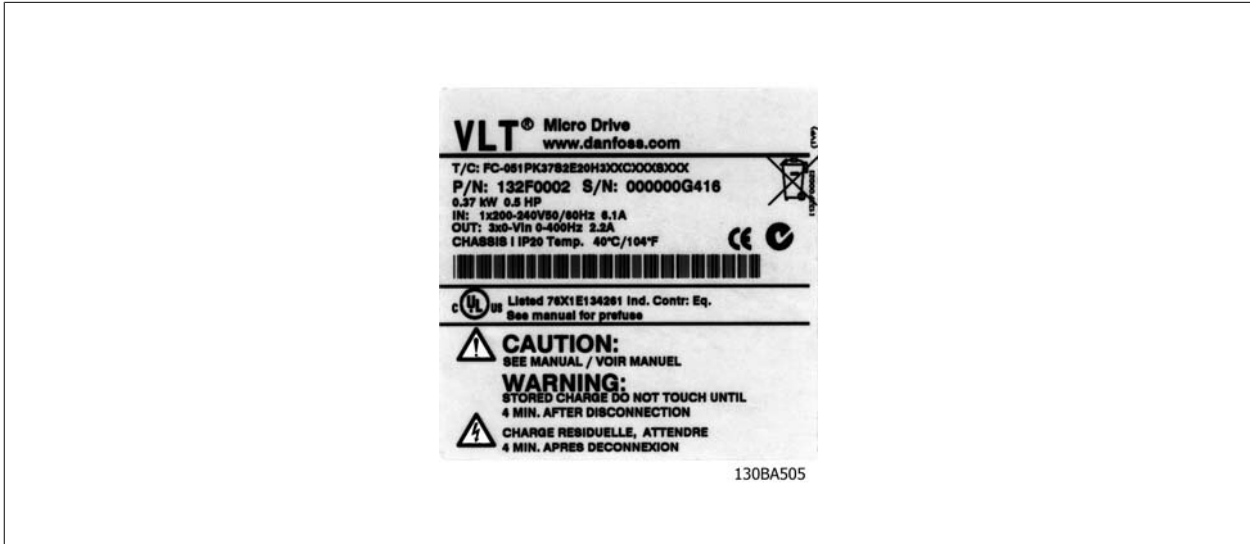 VLT® Micro Drive
www.danfoss.com
T/C: FC-051PK37S2E20H3XXCXXXSXXX
P/N: 132F0002 S/N: 000000G416
0.37 kW 0.5 HP
IN: 1x200-240V50/60Hz 6.1A
OUT: 3x0-Vin 0-400Hz 2.2A
CHASSIS I IP20 Temp. 40°C/104°F
CE
c UL us Listed 76X1E134261 Ind. Contr: Eq.
See manual for prefuse
CAUTION:
SEE MANUAL / VOIR MANUEL
WARNING:
STORED CHARGE DO NOT TOUCH UNTIL
4 MIN. AFTER DISCONNECTION
CHARGE RESIDUELLE, ATTENDRE
4 MIN. APRES DECONNEXION
130BA505